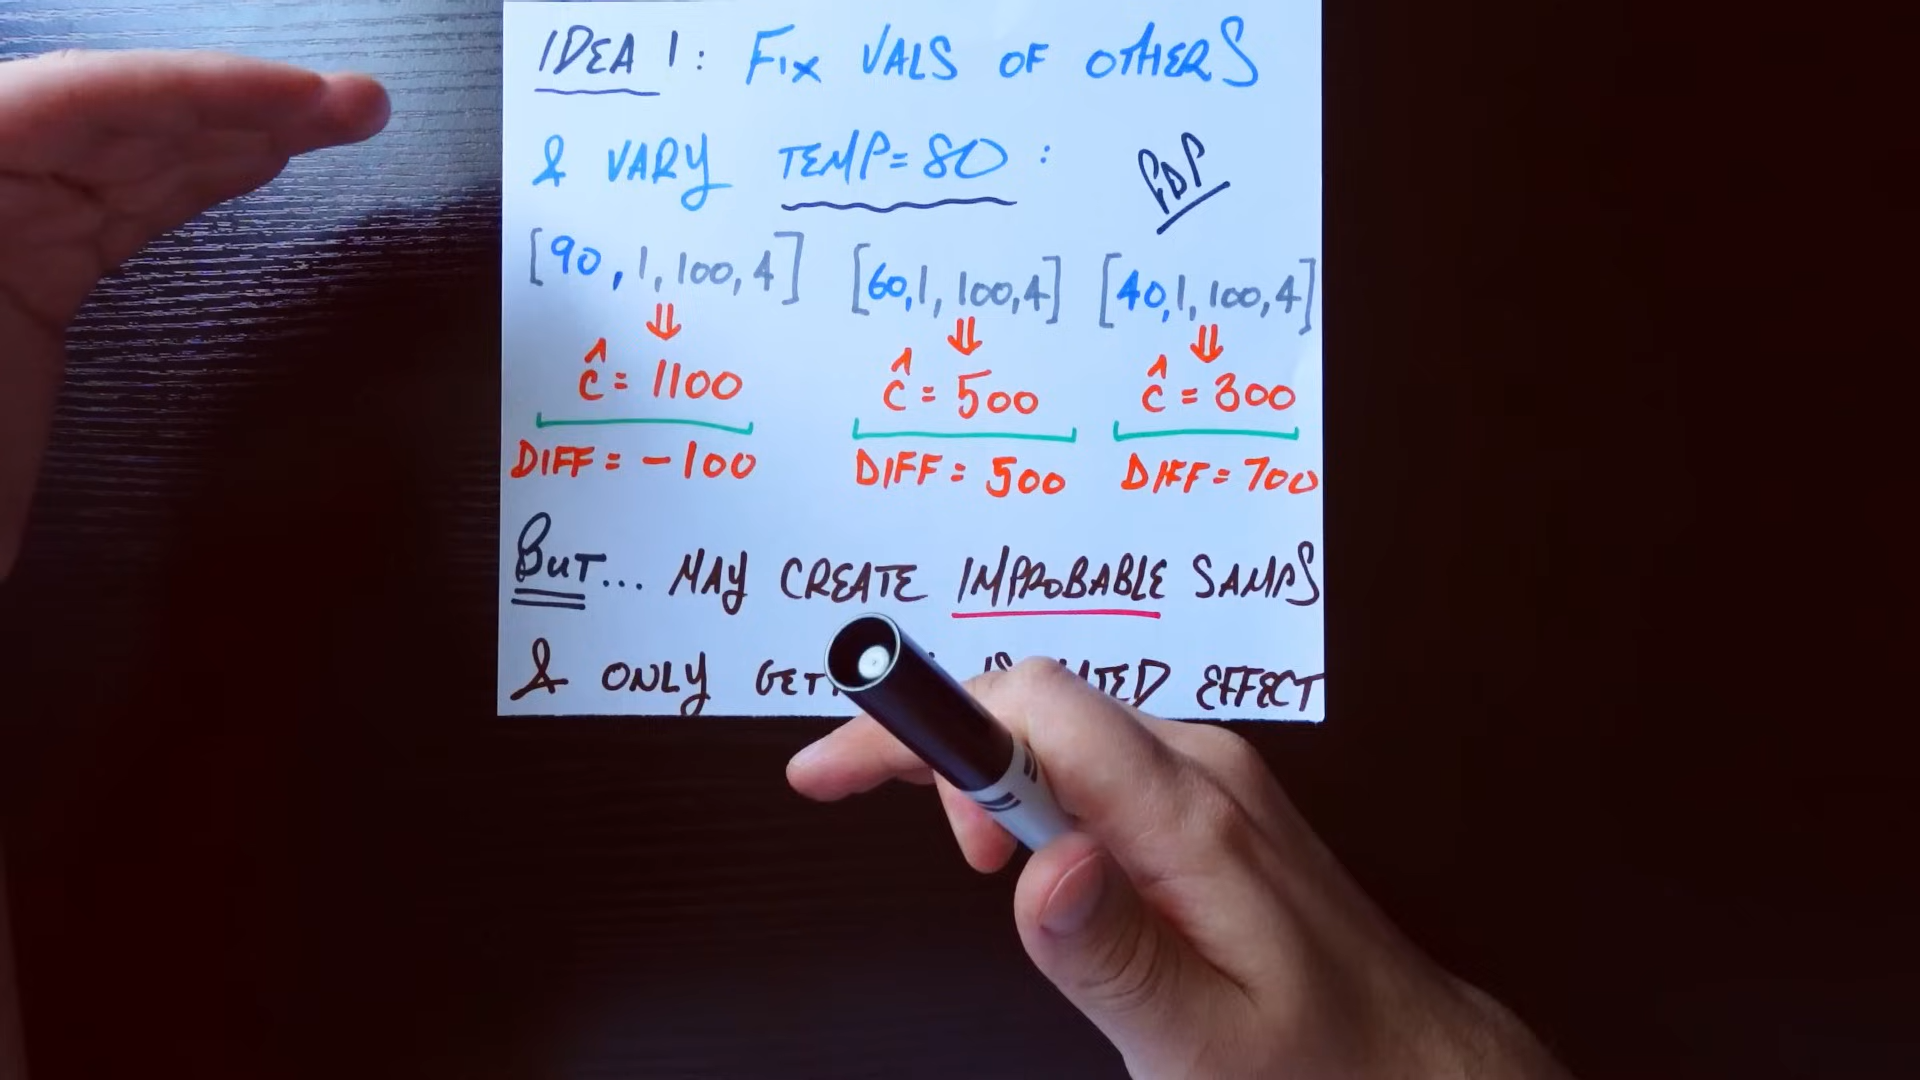 IDEA 1: FIX VALS OF OTHERS
& VARY TEMP=80: PDP
[90, 1, 100, 4] [60, 1, 100, 4] [40, 1, 100, 4]
⇓ ⇓ ⇓
ĉ = 1100 ĉ = 500 ĉ = 300
DIFF = -100 DIFF = 500 DIFF = 700
BUT... MAY CREATE IMPROBABLE SAMPS
& ONLY EFFECT